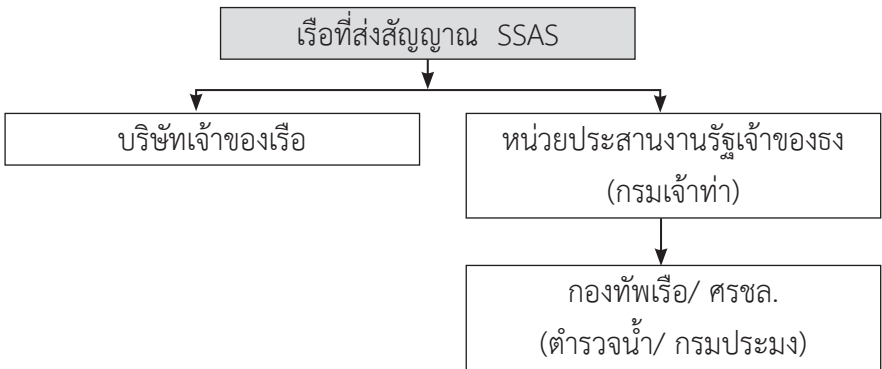 เรือที่ส่งสัญญาณ SSAS
บริษัทเจ้าของเรือ
หน่วยประสานงานรัฐเจ้าของธง
(กรมเจ้าท่า)
กองทัพเรือ/ ศรชล.
(ตำรวจน้ำ/ กรมประมง)